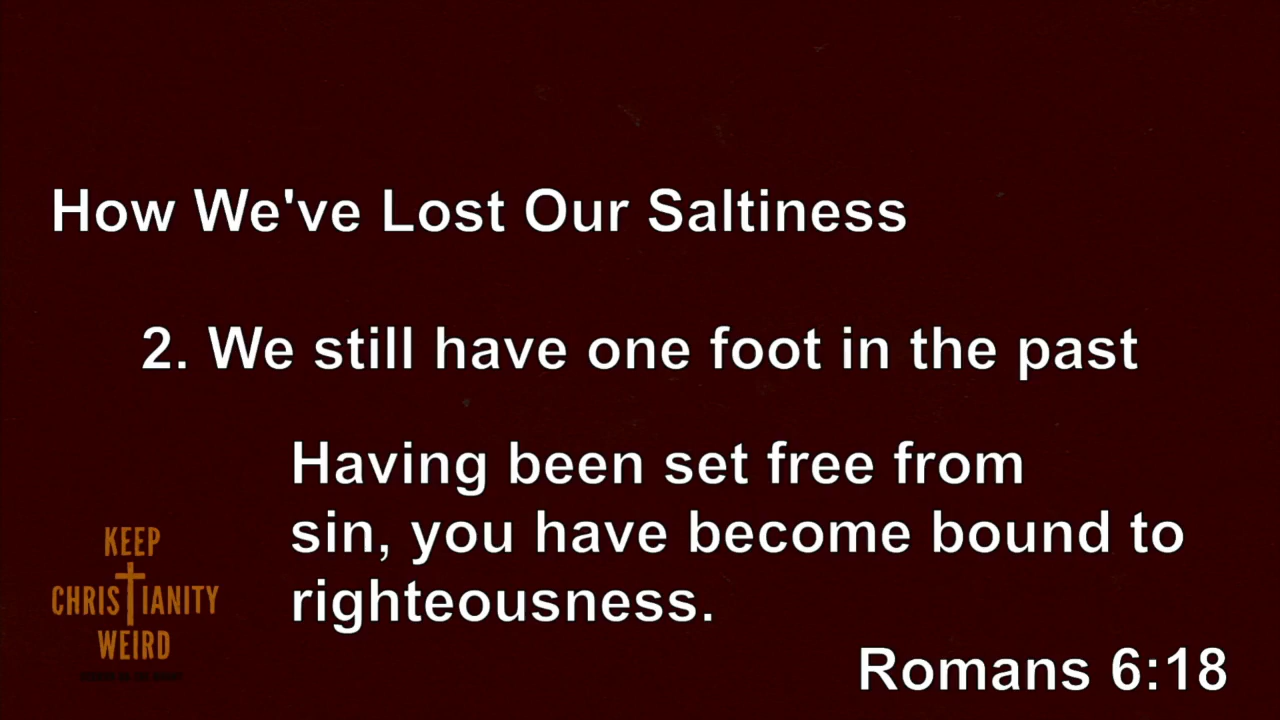 How We've Lost Our Saltiness
2. We still have one foot in the past
Having been set free from
sin, you have become bound to
righteousness.
Romans 6:18
KEEP
CHRISTIANITY
WEIRD